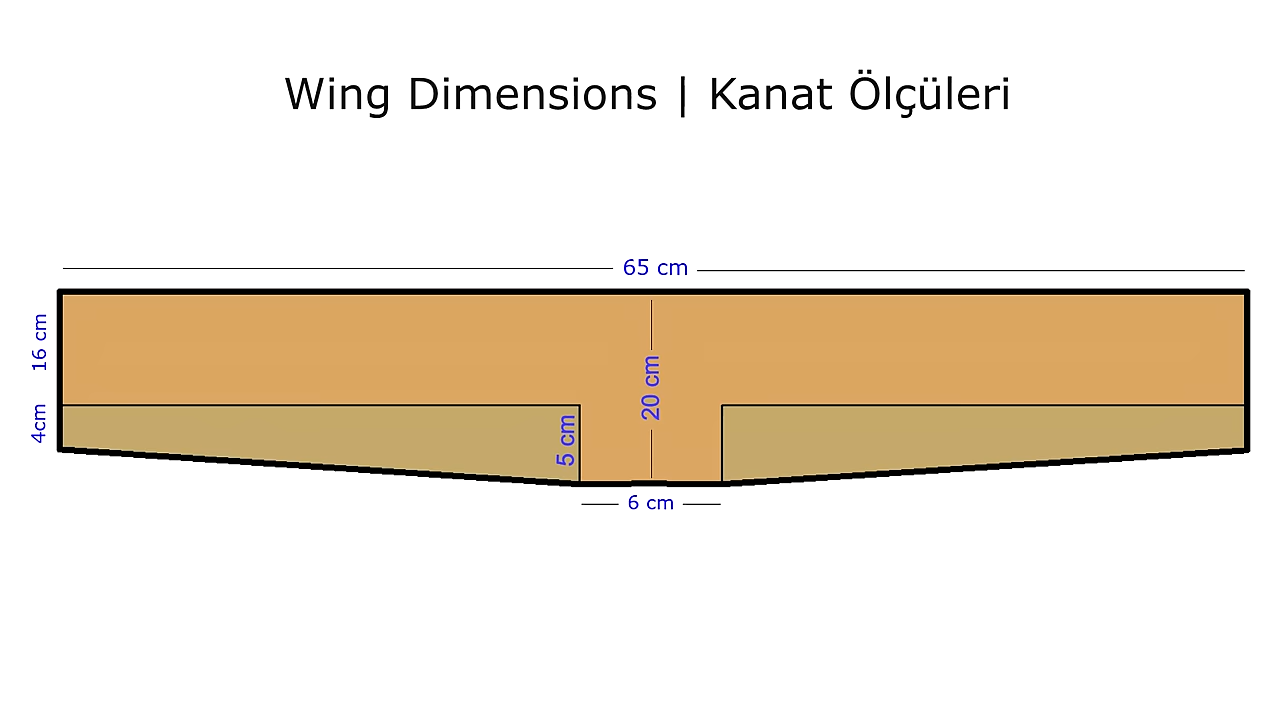 Wing Dimensions | Kanat Ölçüleri
65 cm
16 cm
20 cm
4cm
5 cm
6 cm